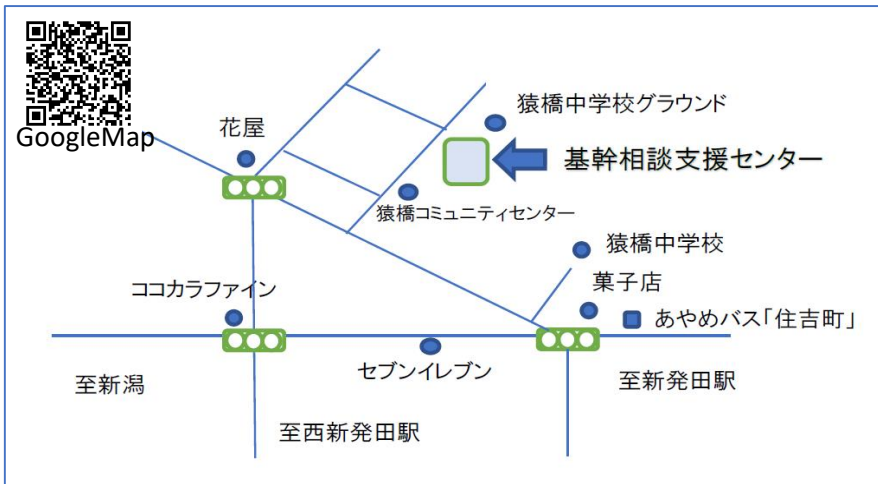 GoogleMap
花屋
猿橋中学校グラウンド
基幹相談支援センター
猿橋コミュニティセンター
猿橋中学校
菓子店
ココカラファイン
あやめバス「住吉町」
セブンイレブン
至新潟
至新発田駅
至西新発田駅